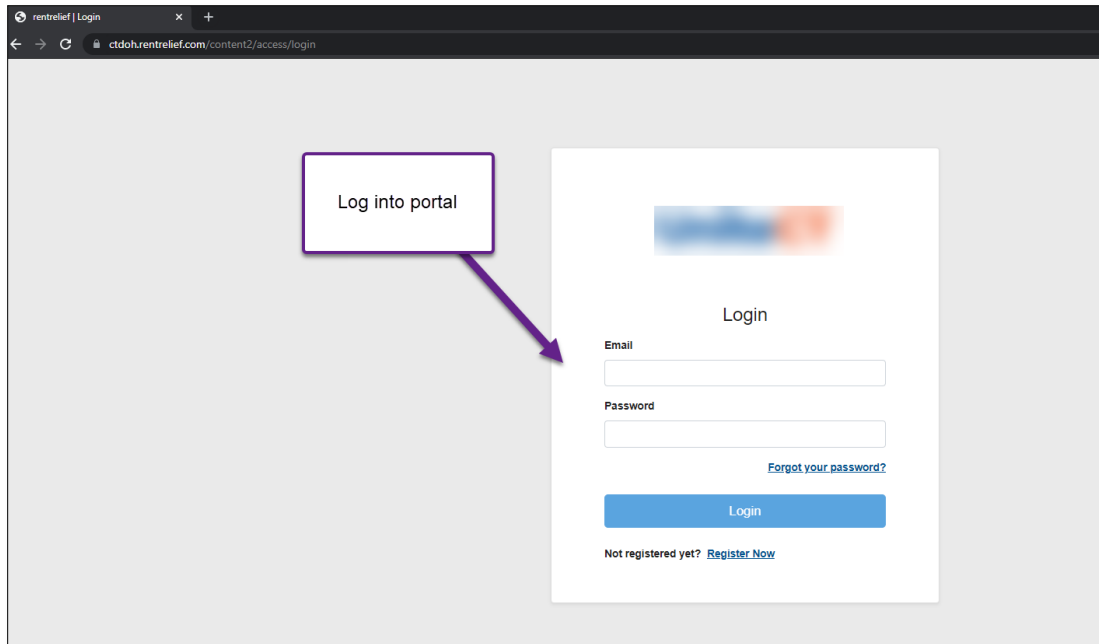 rentrelief | Login
ctdoh.rentrelief.com/content2/access/login
Log into portal
Login
Email
Password
Forgot your password?
Login
Not registered yet? Register Now